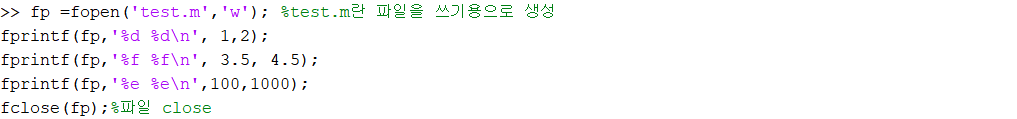 >> fp =fopen('test.m','w'); %test.m란 파일을 쓰기용으로 생성
fprintf(fp,'%d %d\n', 1,2);
fprintf(fp,'%f %f\n', 3.5, 4.5);
fprintf(fp,'%e %e\n',100,1000);
fclose(fp);%파일 close